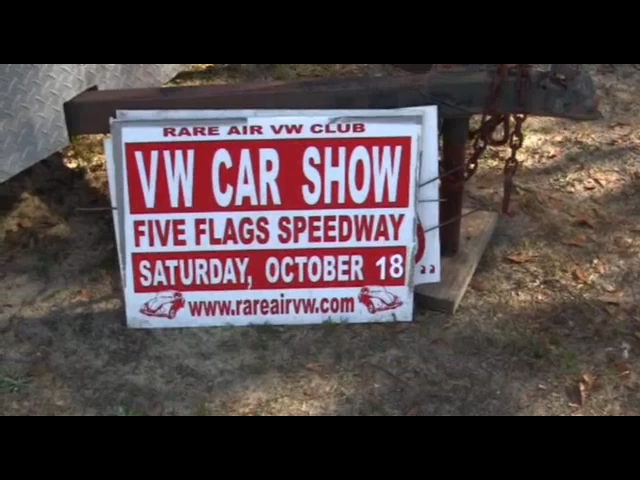 RARE AIR VW CLUB
VW CAR SHOW
FIVE FLAGS SPEEDWAY
SATURDAY, OCTOBER 18
www.rareairvw.com